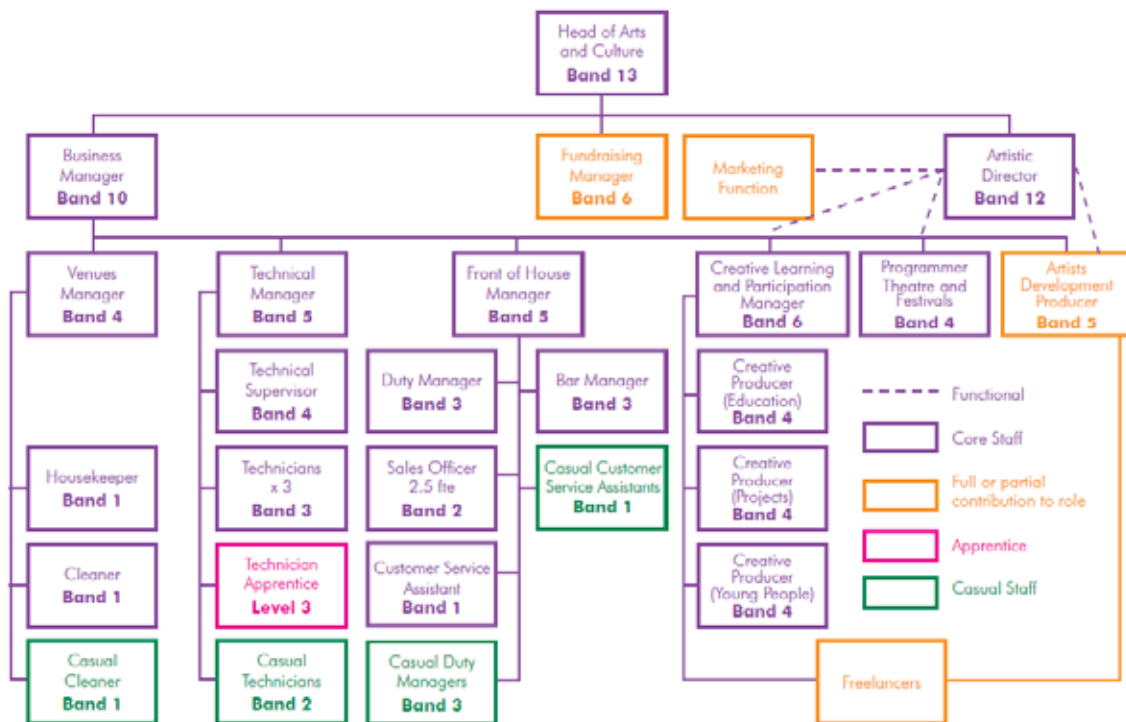 Head of Arts
and Culture
Band 13
Business
Manager
Band 10
Fundraising
Manager
Band 6
Marketing
Function
Artistic
Director
Band 12
Venues
Manager
Band 4
Technical
Manager
Band 5
Front of House
Manager
Band 5
Creative Learning
and Participation
Manager
Band 6
Programmer
Theatre and
Festivals
Band 4
Artists
Development
Producer
Band 5
Technical
Supervisor
Band 4
Duty Manager
Band 3
Bar Manager
Band 3
Creative
Producer
(Education)
Band 4
Housekeeper
Band 1
Technicians
x 3
Band 3
Sales Officer
2.5 fte
Band 2
Casual Customer
Service Assistants
Band 1
Creative
Producer
(Projects)
Band 4
Cleaner
Band 1
Technician
Apprentice
Level 3
Customer Service
Assistant
Band 1
Creative
Producer
(Young People)
Band 4
Casual
Cleaner
Band 1
Casual
Technicians
Band 2
Casual Duty
Managers
Band 3
Freelancers
Functional
Core Staff
Full or partial
contribution to role
Apprentice
Casual Staff